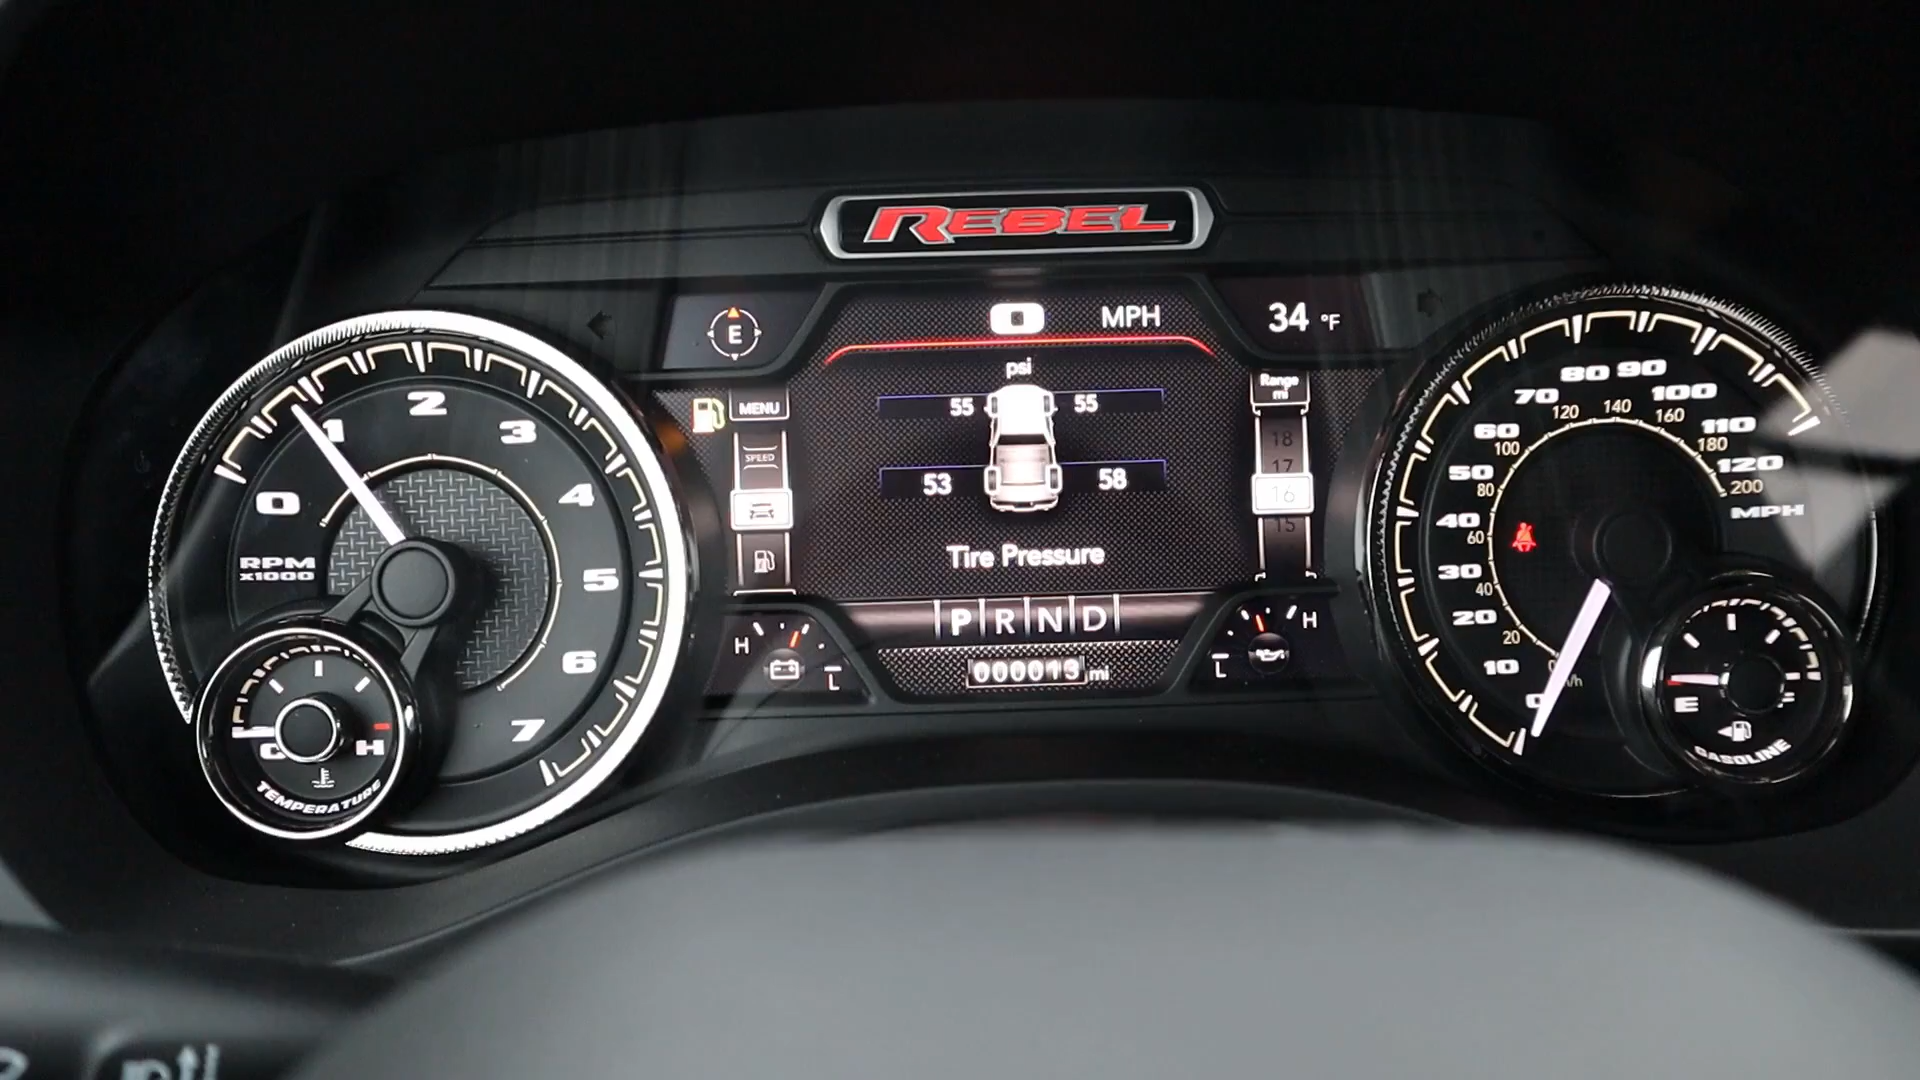 REBEL
E
0 MPH
34 °F
psi
55 55
53 58
Tire Pressure
MENU
SPEED
Range
mi
18
17
16
15
P R N D
000013 mi
H L
L H
0 1 2 3 4 5 6 7
RPM
x1000
C H
TEMPERATURE
0 10 20 30 40 50 60 70 80 90 100 110 120
MPH
20 40 60 80 100 120 140 160 180 200
E
GASOLINE